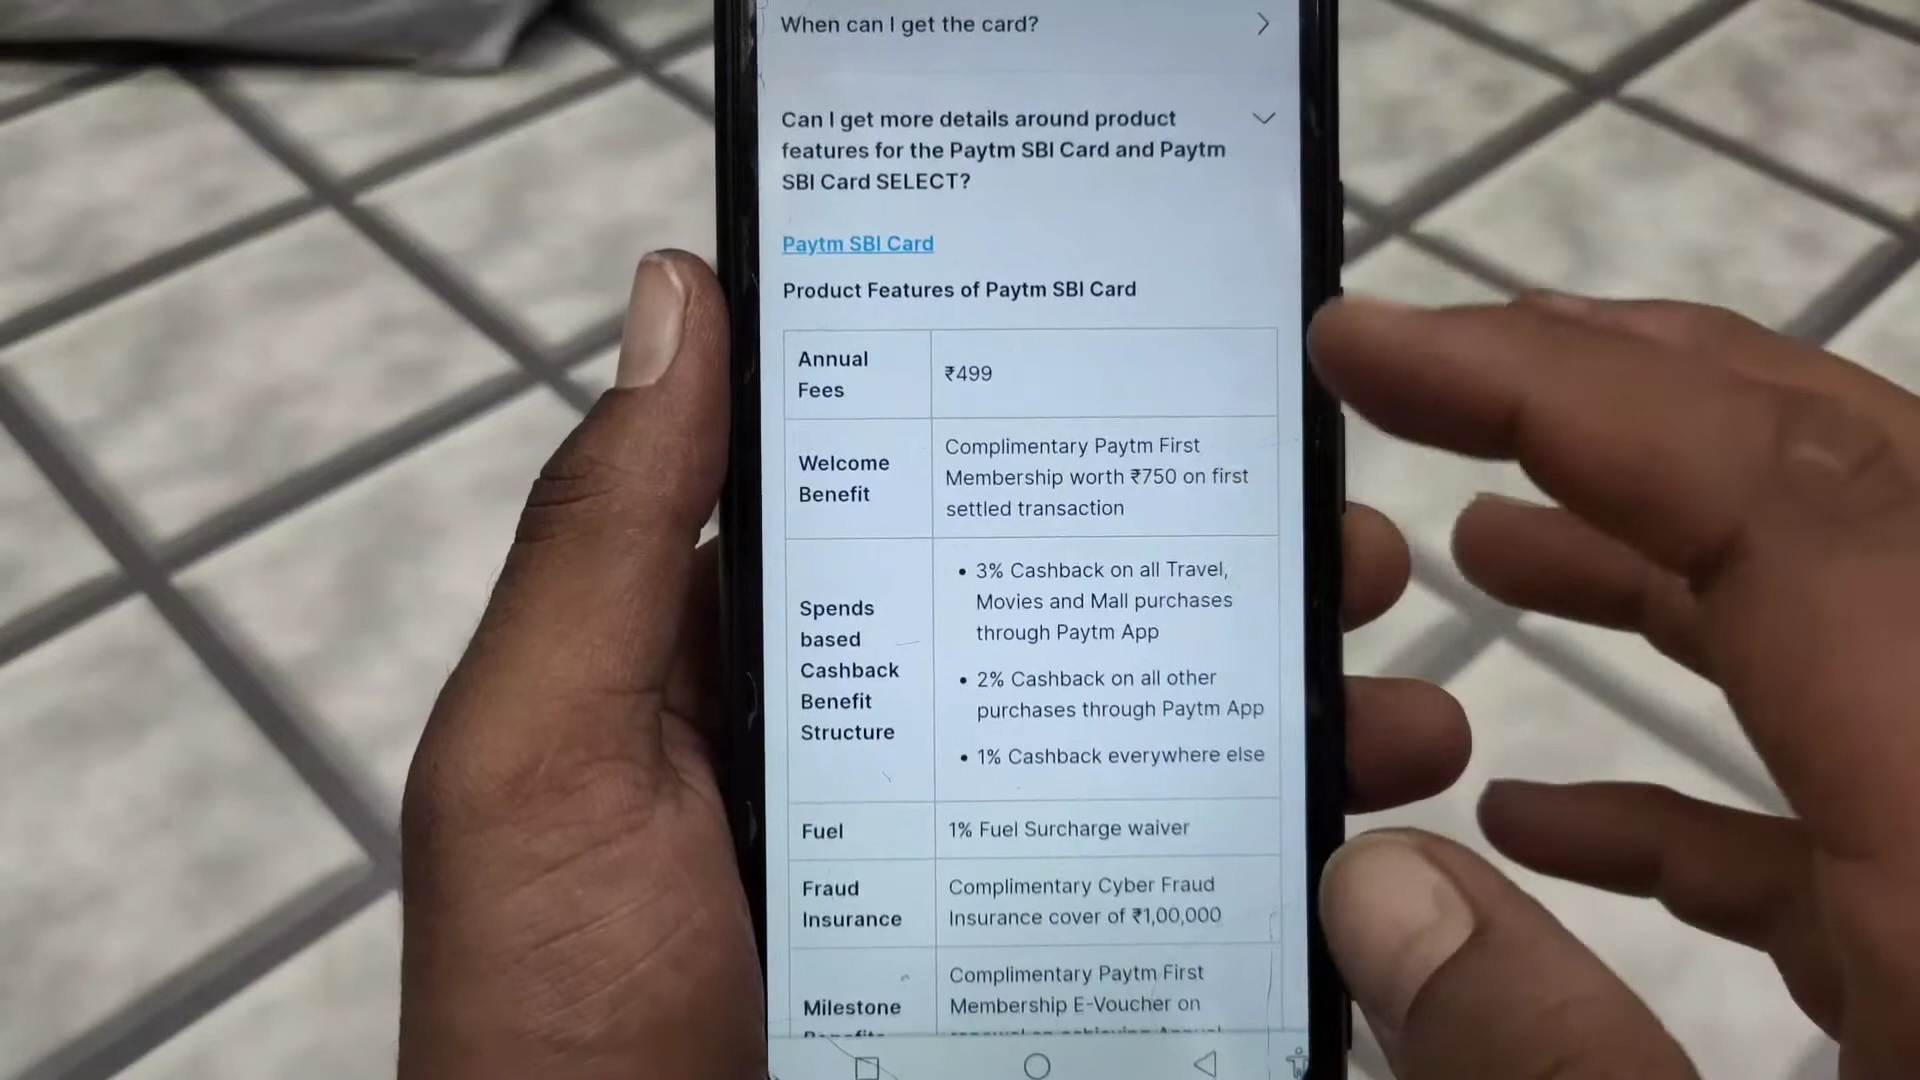 When can I get the card?
Can I get more details around product
features for the Paytm SBI Card and Paytm
SBI Card SELECT?
Paytm SBI Card
Product Features of Paytm SBI Card
Annual
Fees
₹499
Welcome
Benefit
Complimentary Paytm First
Membership worth ₹750 on first
settled transaction
Spends
based
Cashback
Benefit
Structure
• 3% Cashback on all Travel,
Movies and Mall purchases
through Paytm App
• 2% Cashback on all other
purchases through Paytm App
• 1% Cashback everywhere else
Fuel
1% Fuel Surcharge waiver
Fraud
Insurance
Complimentary Cyber Fraud
Insurance cover of ₹1,00,000
Milestone
Complimentary Paytm First
Membership E-Voucher on